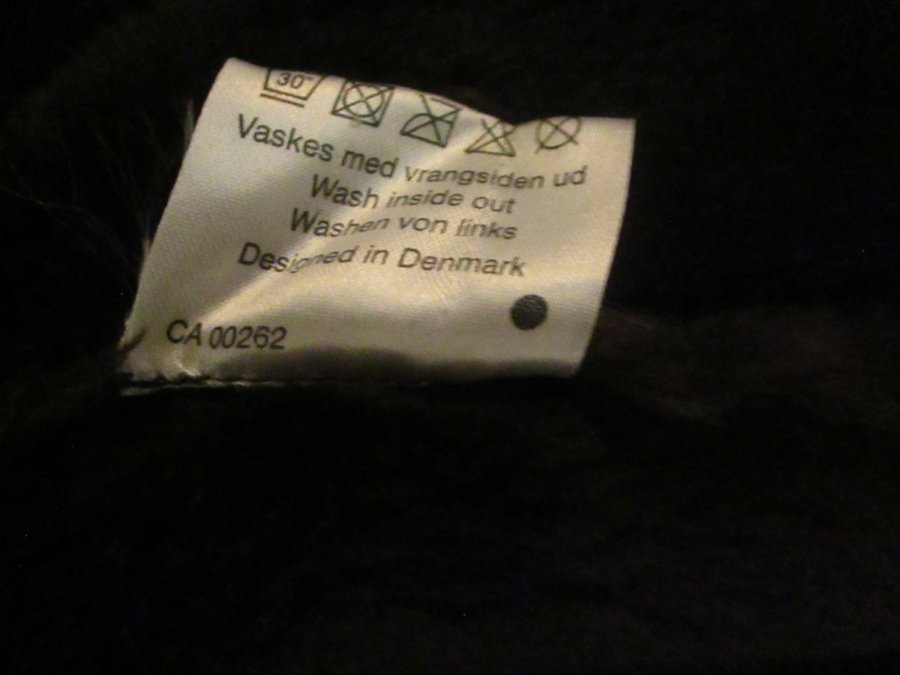 30°
Vaskes med vrangsiden ud
Wash inside out
Washen von links
Designed in Denmark
CA 00262